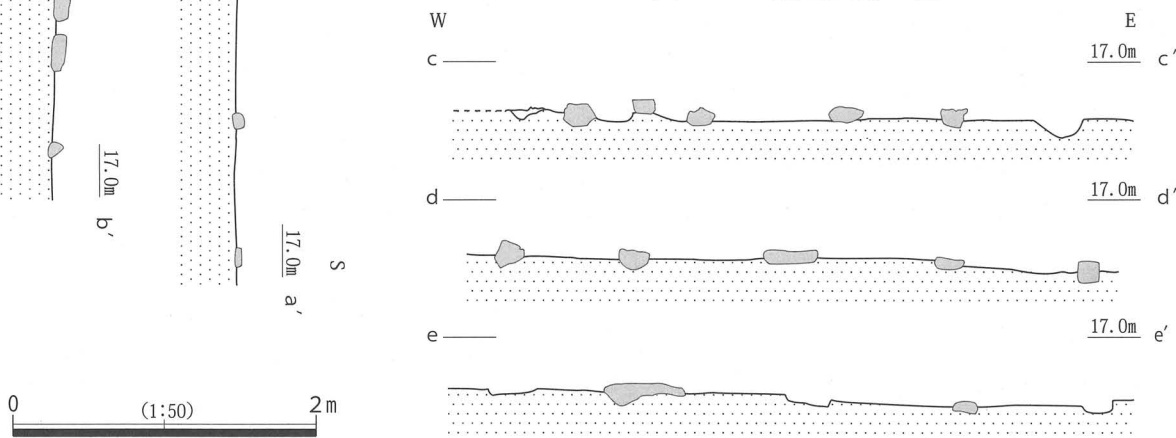 W E
c 17.0m c′
d 17.0m d′
e 17.0m e′
17.0m b′
17.0m a′
S
0 (1:50) 2m